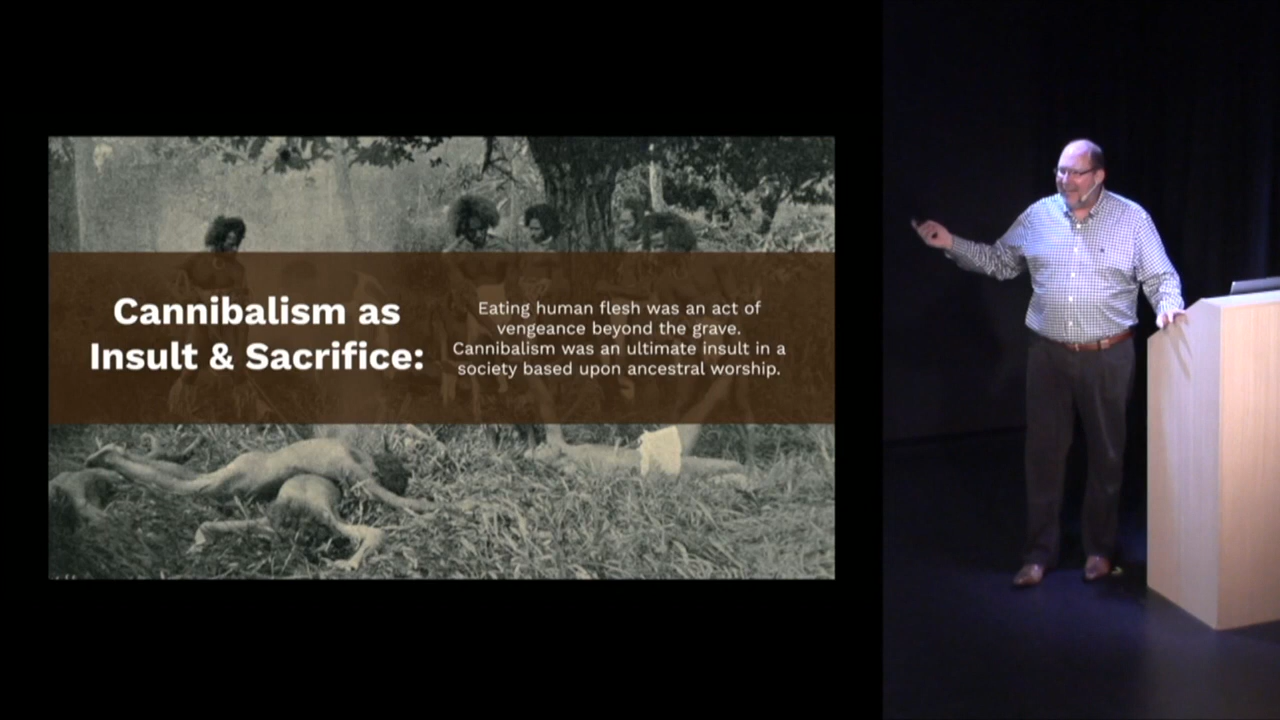 Cannibalism as
Insult & Sacrifice:
Eating human flesh was an act of
vengeance beyond the grave.
Cannibalism was an ultimate insult in a
society based upon ancestral worship.